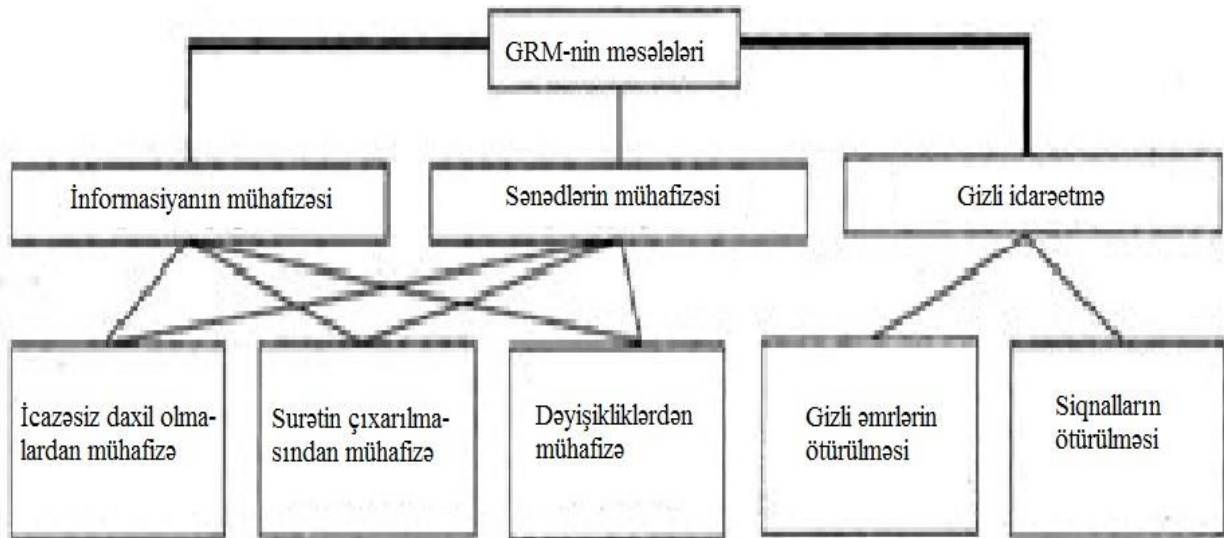 GRM-nin məsələləri
İnformasiyanın mühafizəsi
Sənədlərin mühafizəsi
Gizli idarəetmə
İcazəsiz daxil olma-
lardan mühafizə
Surətin çıxarılma-
sından mühafizə
Dəyişikliklərdən
mühafizə
Gizli əmrlərin
ötürülməsi
Siqnalların
ötürülməsi